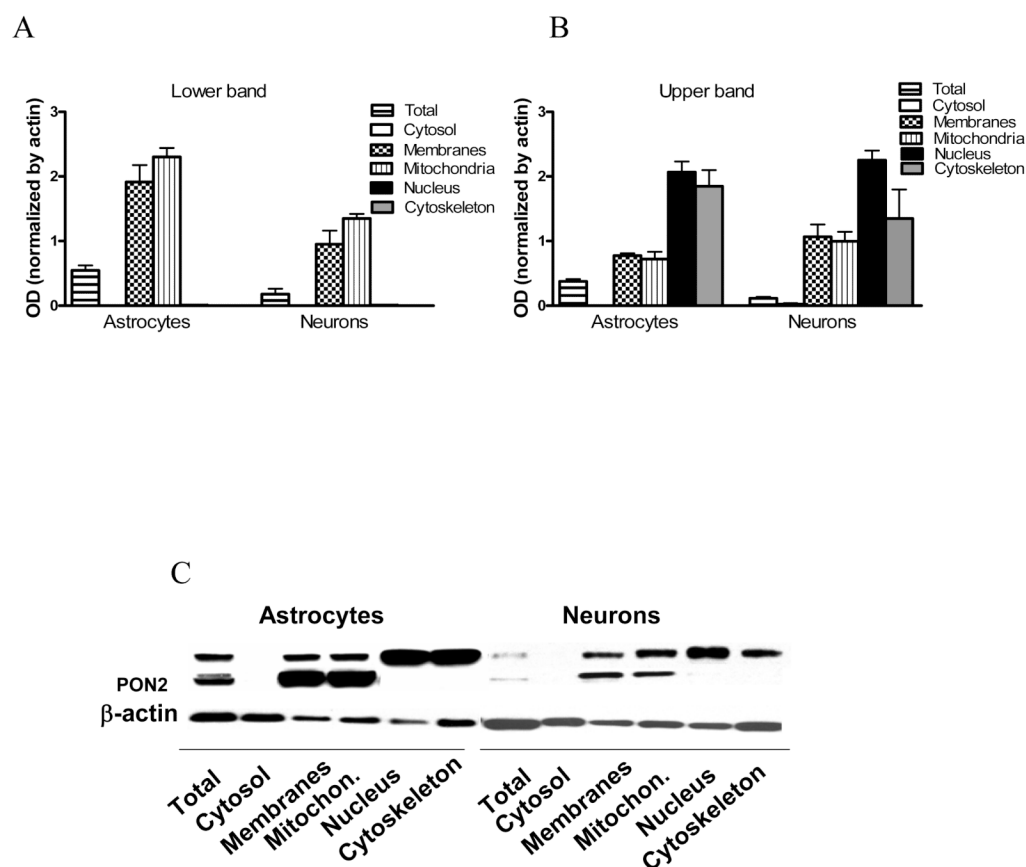 A
B
Lower band
OD (normalized by actin)
3
2
1
0
Astrocytes
Neurons
Total
Cytosol
Membranes
Mitochondria
Nucleus
Cytoskeleton
Upper band
OD (normalized by actin)
3
2
1
0
Astrocytes
Neurons
Total
Cytosol
Membranes
Mitochondria
Nucleus
Cytoskeleton
C
Astrocytes
Neurons
PON2
β-actin
Total
Cytosol
Membranes
Mitochon.
Nucleus
Cytoskeleton
Total
Cytosol
Membranes
Mitochon.
Nucleus
Cytoskeleton